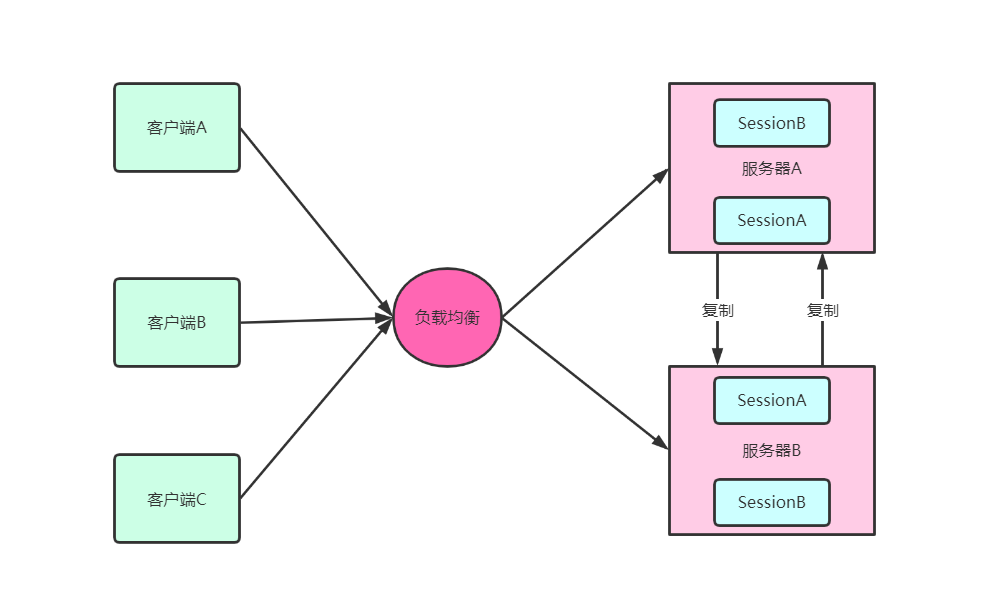 客户端A
客户端B
客户端C
负载均衡
SessionB
服务器A
SessionA
复制
复制
SessionA
服务器B
SessionB